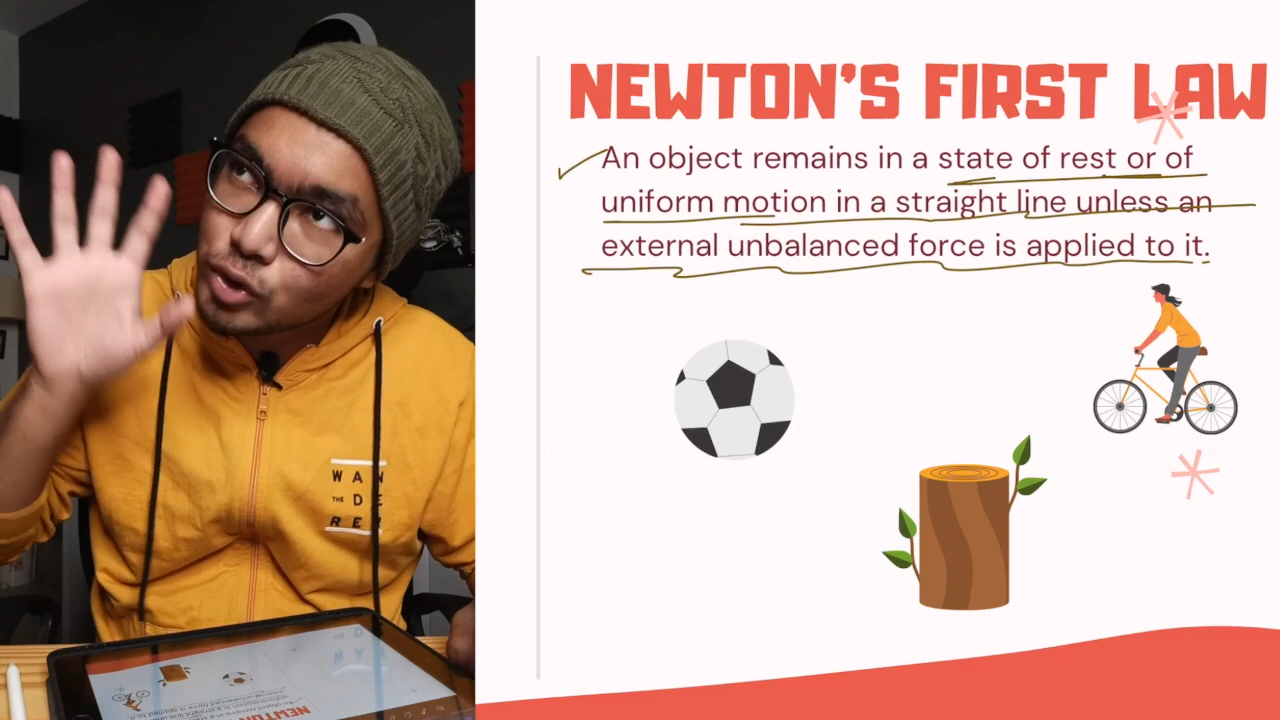 NEWTON'S FIRST LAW
An object remains in a state of rest or of
uniform motion in a straight line unless an
external unbalanced force is applied to it.
WAN
THE DE
RER
NEWTON